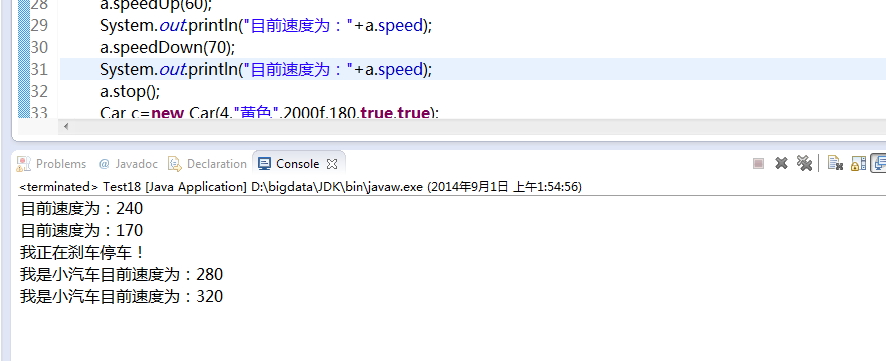 28 a.speedUp(60);
29 System.out.println("目前速度为："+a.speed);
30 a.speedDown(70);
31 System.out.println("目前速度为："+a.speed);
32 a.stop();
33 Car c=new Car(4,"黄色",2000f,180,true,true);
Problems @ Javadoc Declaration Console
<terminated> Test18 [Java Application] D:\bigdata\JDK\bin\javaw.exe (2014年9月1日 上午1:54:56)
目前速度为：240
目前速度为：170
我正在刹车停车！
我是小汽车目前速度为：280
我是小汽车目前速度为：320